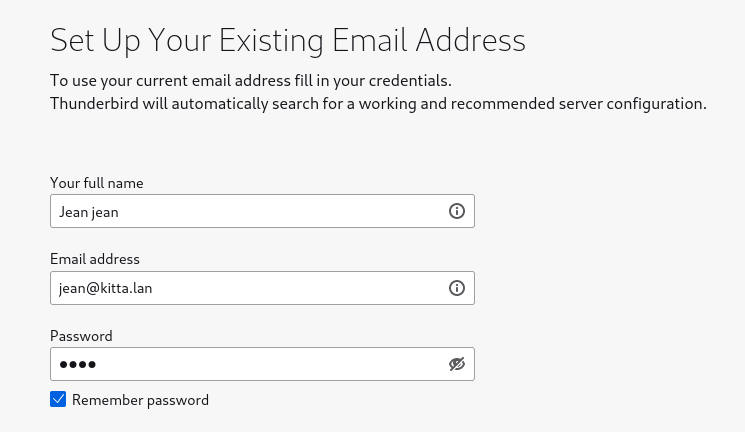 Set Up Your Existing Email Address
To use your current email address fill in your credentials.
Thunderbird will automatically search for a working and recommended server configuration.
Your full name
Jean jean
Email address
jean@kitta.lan
Password
●●●●
Remember password